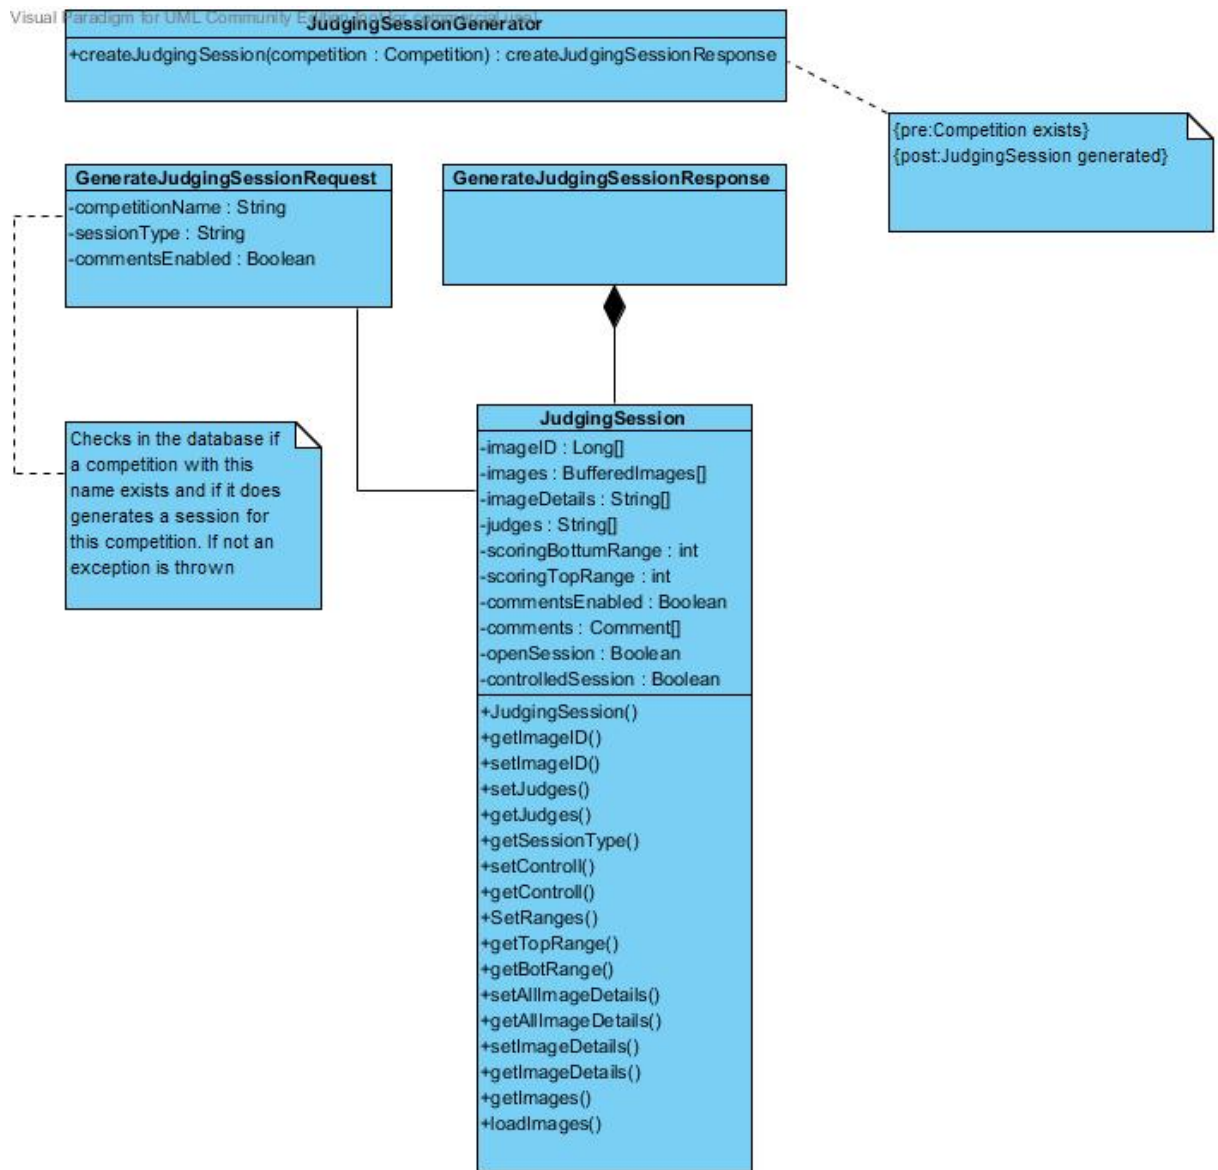 Visual Paradigm for UML Community Edition [not for commercial use]
JudgingSessionGenerator
+createJudgingSession(competition : Competition) : createJudgingSessionResponse
{pre:Competition exists}
{post:JudgingSession generated}
GenerateJudgingSessionRequest
-competitionName : String
-sessionType : String
-commentsEnabled : Boolean
GenerateJudgingSessionResponse
Checks in the database if
a competition with this
name exists and if it does
generates a session for
this competition. If not an
exception is thrown
JudgingSession
-imageID : Long[]
-images : BufferedImages[]
-imageDetails : String[]
-judges : String[]
-scoringBottumRange : int
-scoringTopRange : int
-commentsEnabled : Boolean
-comments : Comment[]
-openSession : Boolean
-controlledSession : Boolean
+JudgingSession()
+getImageID()
+setImageID()
+setJudges()
+getJudges()
+getSessionType()
+setControll()
+getControll()
+SetRanges()
+getTopRange()
+getBotRange()
+setAllImageDetails()
+getAllImageDetails()
+setImageDetails()
+getImageDetails()
+getImages()
+loadImages()